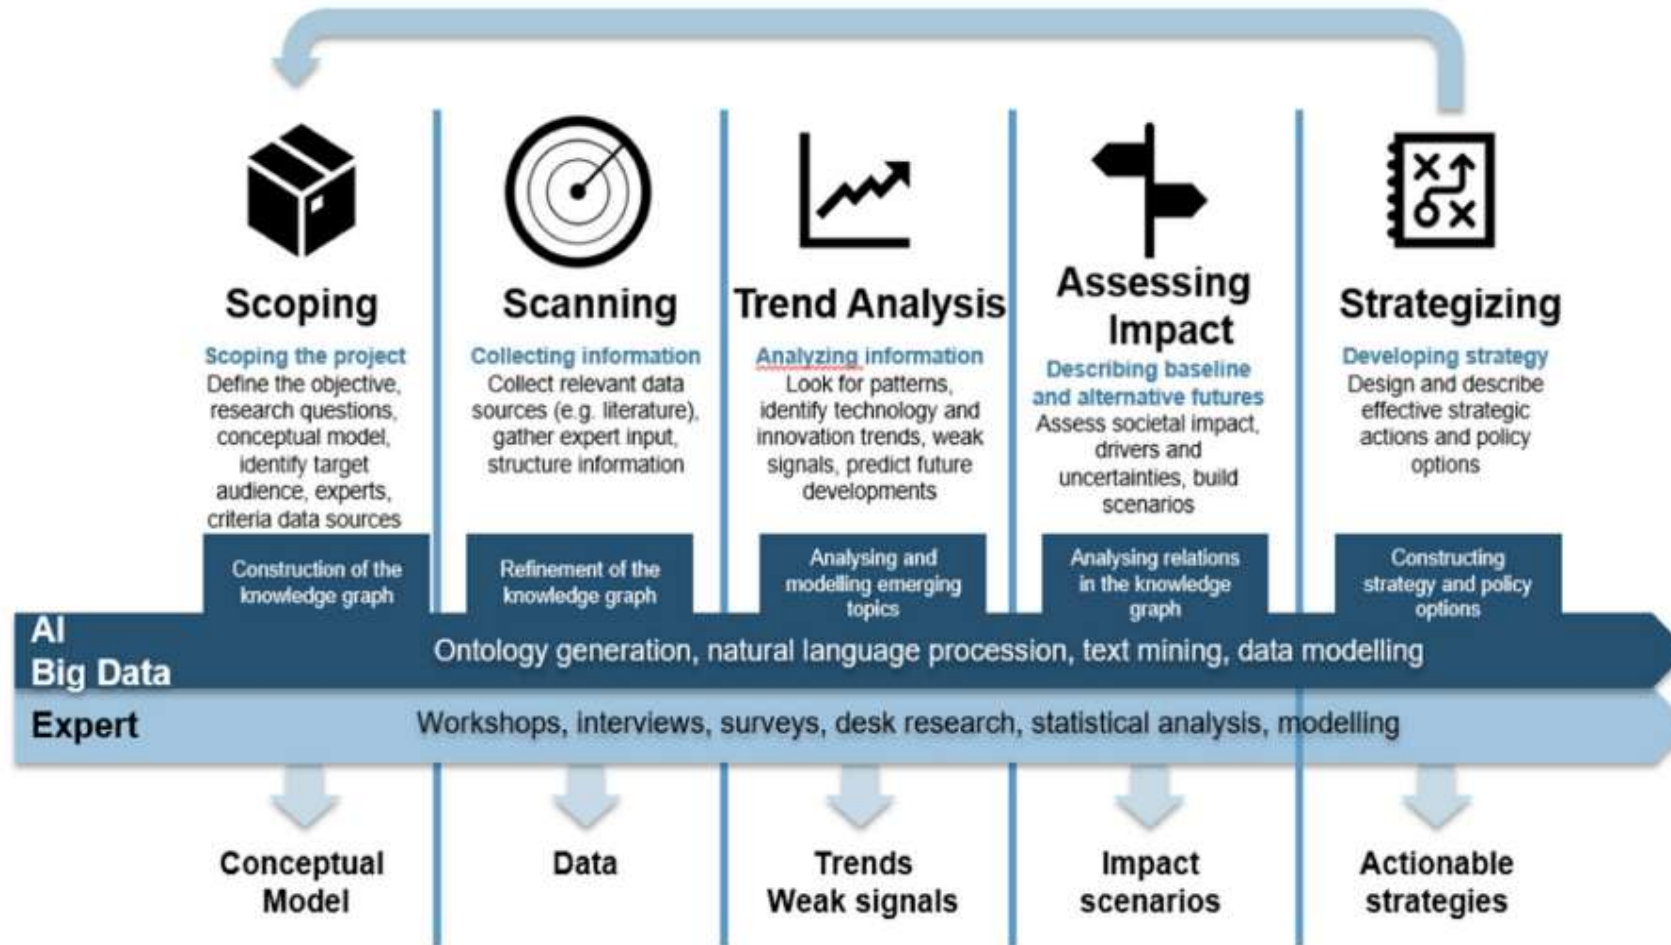 Scoping
Scoping the project
Define the objective,
research questions,
conceptual model,
identify target
audience, experts,
criteria data sources
Construction of the
knowledge graph
Scanning
Collecting information
Collect relevant data
sources (e.g. literature),
gather expert input,
structure information
Refinement of the
knowledge graph
Trend Analysis
Analyzing information
Look for patterns,
identify technology and
innovation trends, weak
signals, predict future
developments
Analysing and
modelling emerging
topics
Assessing
Impact
Describing baseline
and alternative futures
Assess societal impact,
drivers and
uncertainties, build
scenarios
Analysing relations
in the knowledge
graph
Strategizing
Developing strategy
Design and describe
effective strategic
actions and policy
options
Constructing
strategy and policy
options
AI
Big Data
Ontology generation, natural language procession, text mining, data modelling
Expert
Workshops, interviews, surveys, desk research, statistical analysis, modelling
Conceptual
Model
Data
Trends
Weak signals
Impact
scenarios
Actionable
strategies